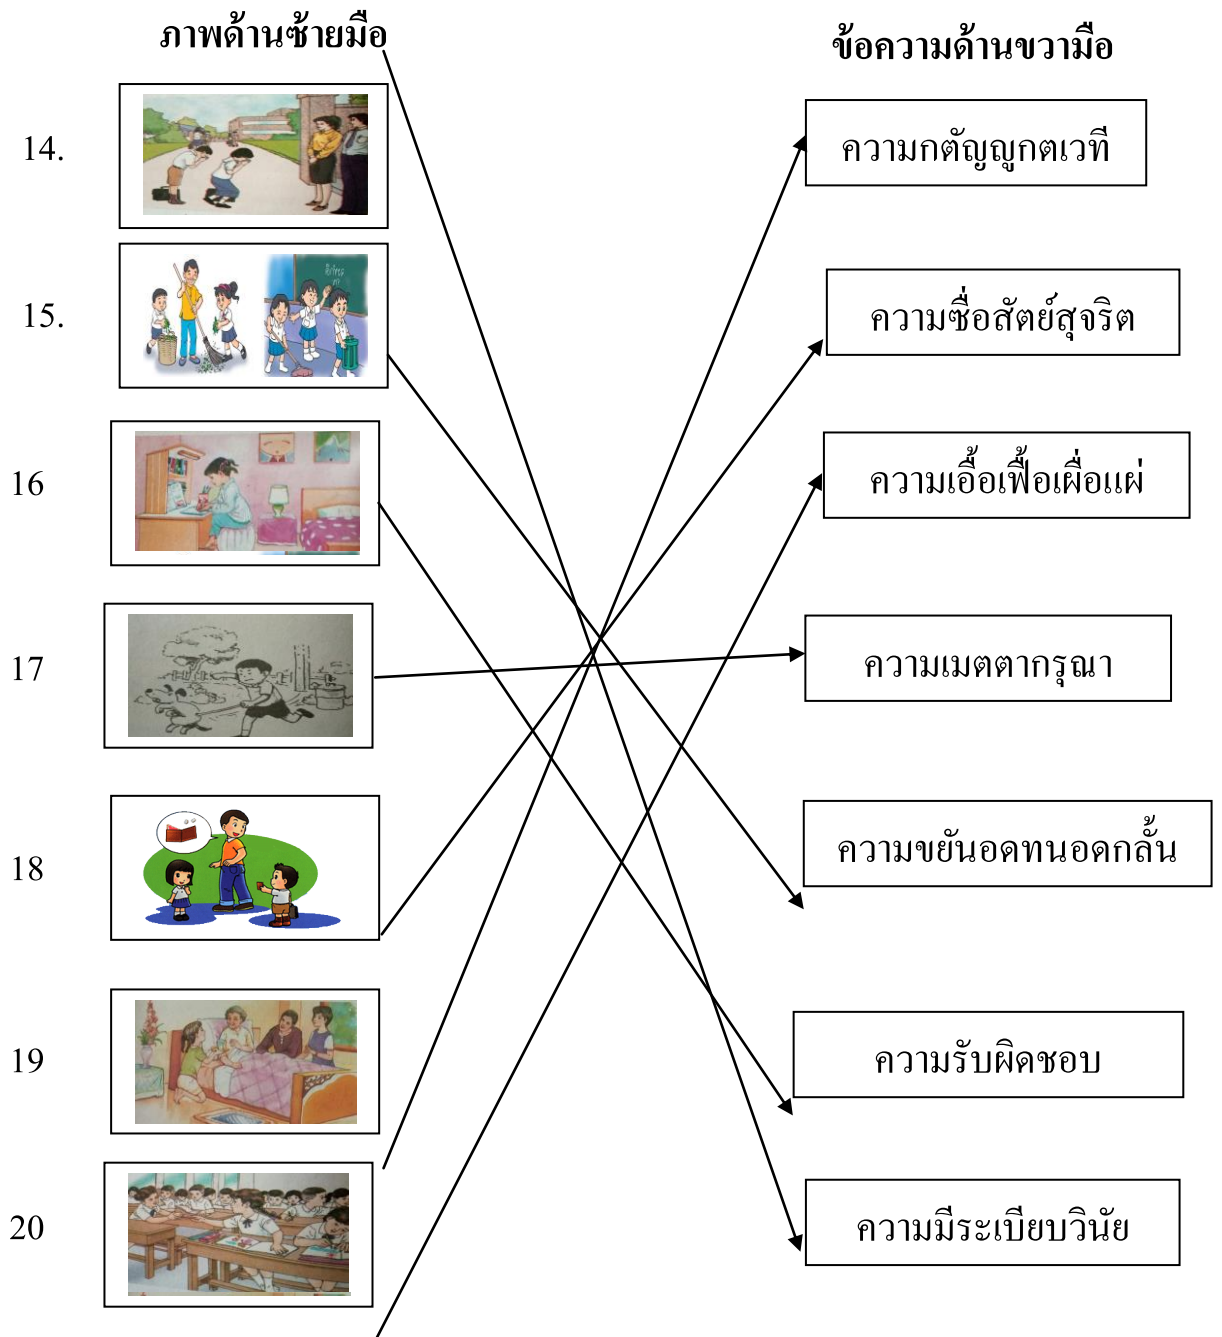 ภาพด้านซ้ายมือ
ข้อความด้านขวามือ
14.
ความกตัญญูกตเวที
15.
ความซื่อสัตย์สุจริต
16
ความเอื้อเฟื้อเผื่อแผ่
17
ความเมตตากรุณา
18
ความขยันอดทนอดกลั้น
19
ความรับผิดชอบ
20
ความมีระเบียบวินัย